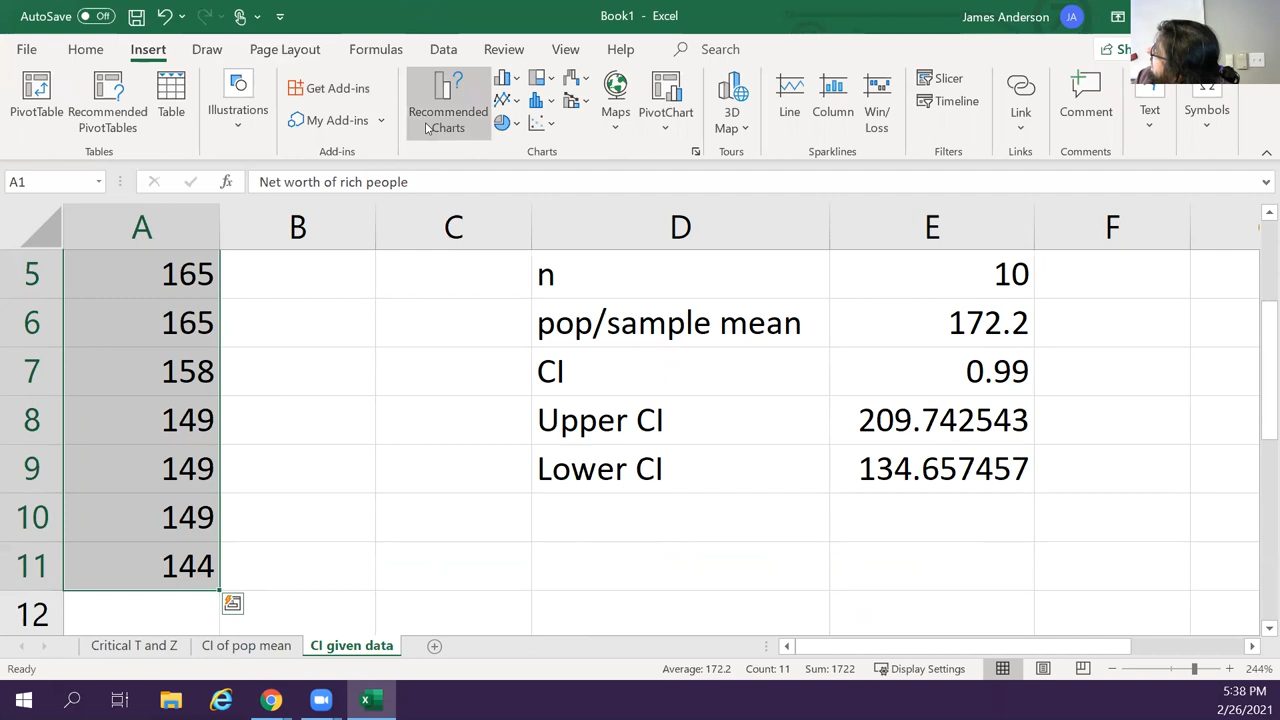 AutoSave Off
Book1 - Excel
James Anderson JA
File Home Insert Draw Page Layout Formulas Data Review View Help Search
Sh
PivotTable
Recommended PivotTables
Table
Illustrations
Get Add-ins
My Add-ins
Recommended Charts
Maps
PivotChart
3D Map
Line
Column
Win/Loss
Slicer
Timeline
Link
Comment
Text
Symbols
Tables
Add-ins
Charts
Tours
Sparklines
Filters
Links
Comments
A1 fx Net worth of rich people
A B C D E F
5 165 n 10
6 165 pop/sample mean 172.2
7 158 CI 0.99
8 149 Upper CI 209.742543
9 149 Lower CI 134.657457
10 149
11 144
12
Critical T and Z CI of pop mean CI given data
Ready Average: 172.2 Count: 11 Sum: 1722 Display Settings 244%
5:38 PM
2/26/2021